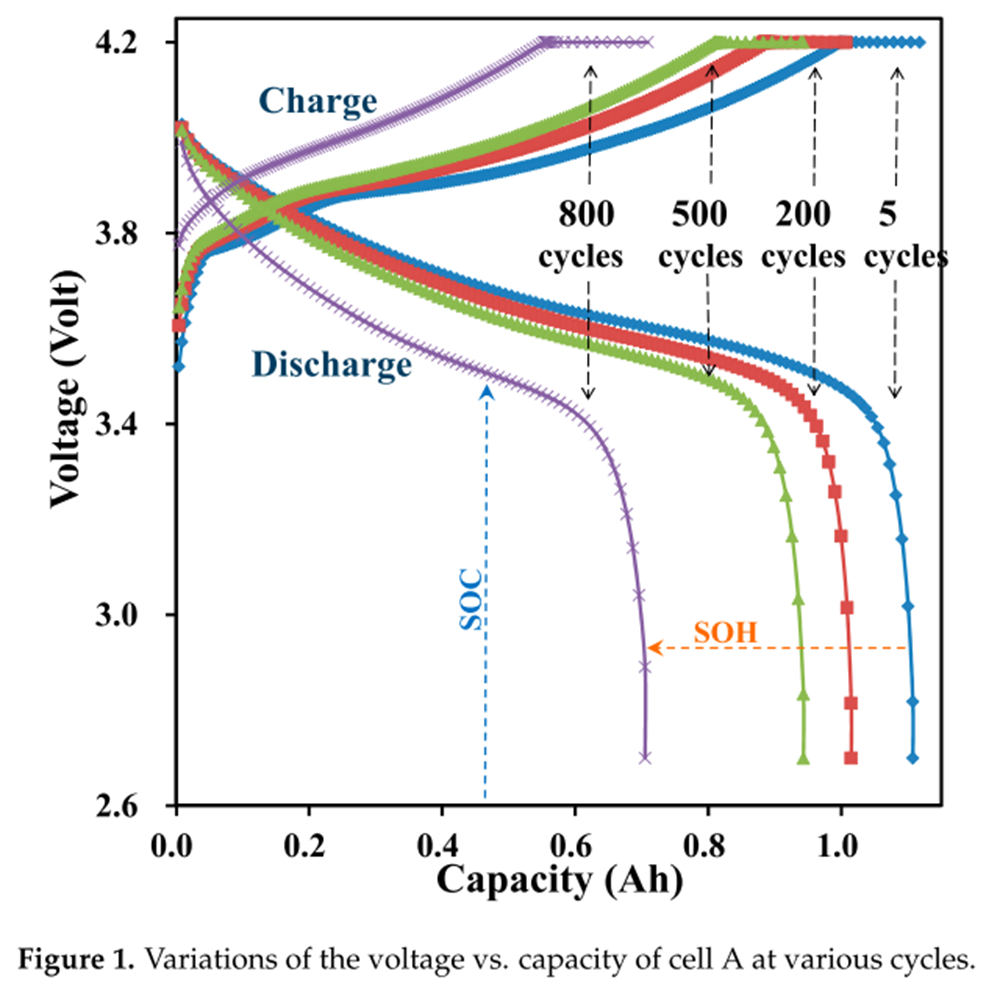 4.2
3.8
3.4
3.0
2.6
Voltage (Volt)
Charge
Discharge
800 cycles
500 cycles
200 cycles
5 cycles
SOC
SOH
0.0 0.2 0.4 0.6 0.8 1.0
Capacity (Ah)
Figure 1. Variations of the voltage vs. capacity of cell A at various cycles.